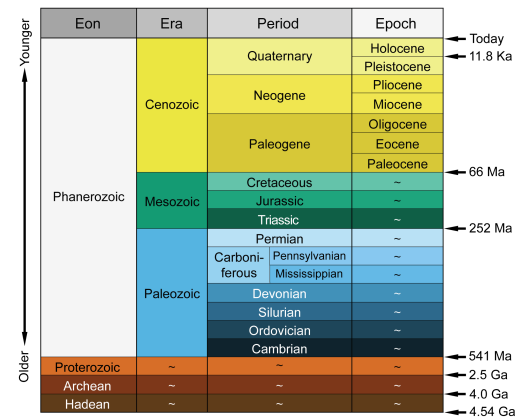 Eon Era Period Epoch
Younger
Today
Holocene
Quaternary
11.8 Ka
Pleistocene
Pliocene
Neogene
Cenozoic
Miocene
Oligocene
Paleogene
Eocene
Paleocene
66 Ma
Cretaceous ~
Phanerozoic
Mesozoic
Jurassic ~
Triassic ~
252 Ma
Permian ~
Carboni-
ferous
Pennsylvanian ~
Mississippian ~
Paleozoic
Devonian ~
Silurian ~
Ordovician ~
Cambrian ~
Older
541 Ma
Proterozoic ~ ~ ~
2.5 Ga
Archean ~ ~ ~
4.0 Ga
Hadean ~ ~ ~
4.54 Ga